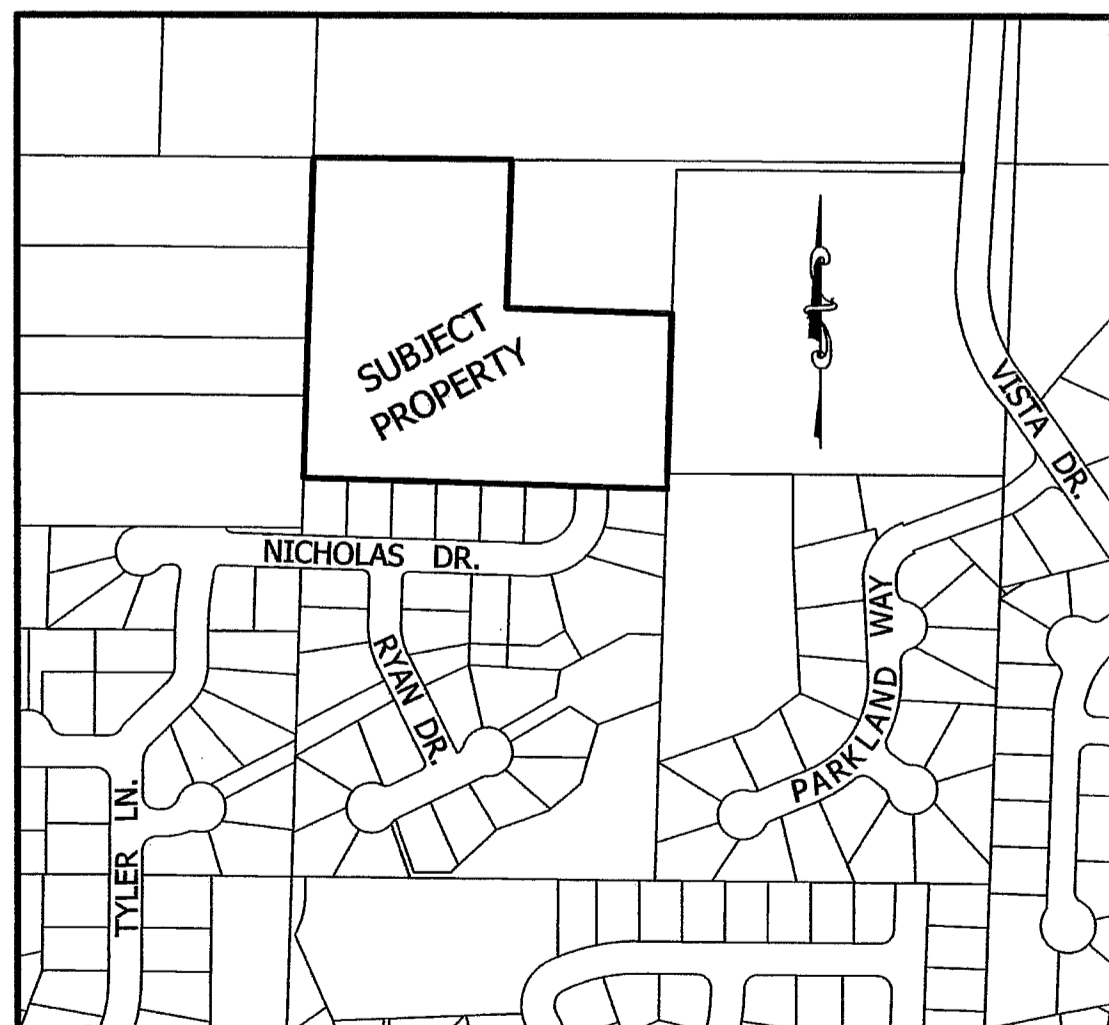 SUBJECT
PROPERTY
VISTA DR.
NICHOLAS DR.
RYAN DR.
PARKLAND WAY
TYLER LN.